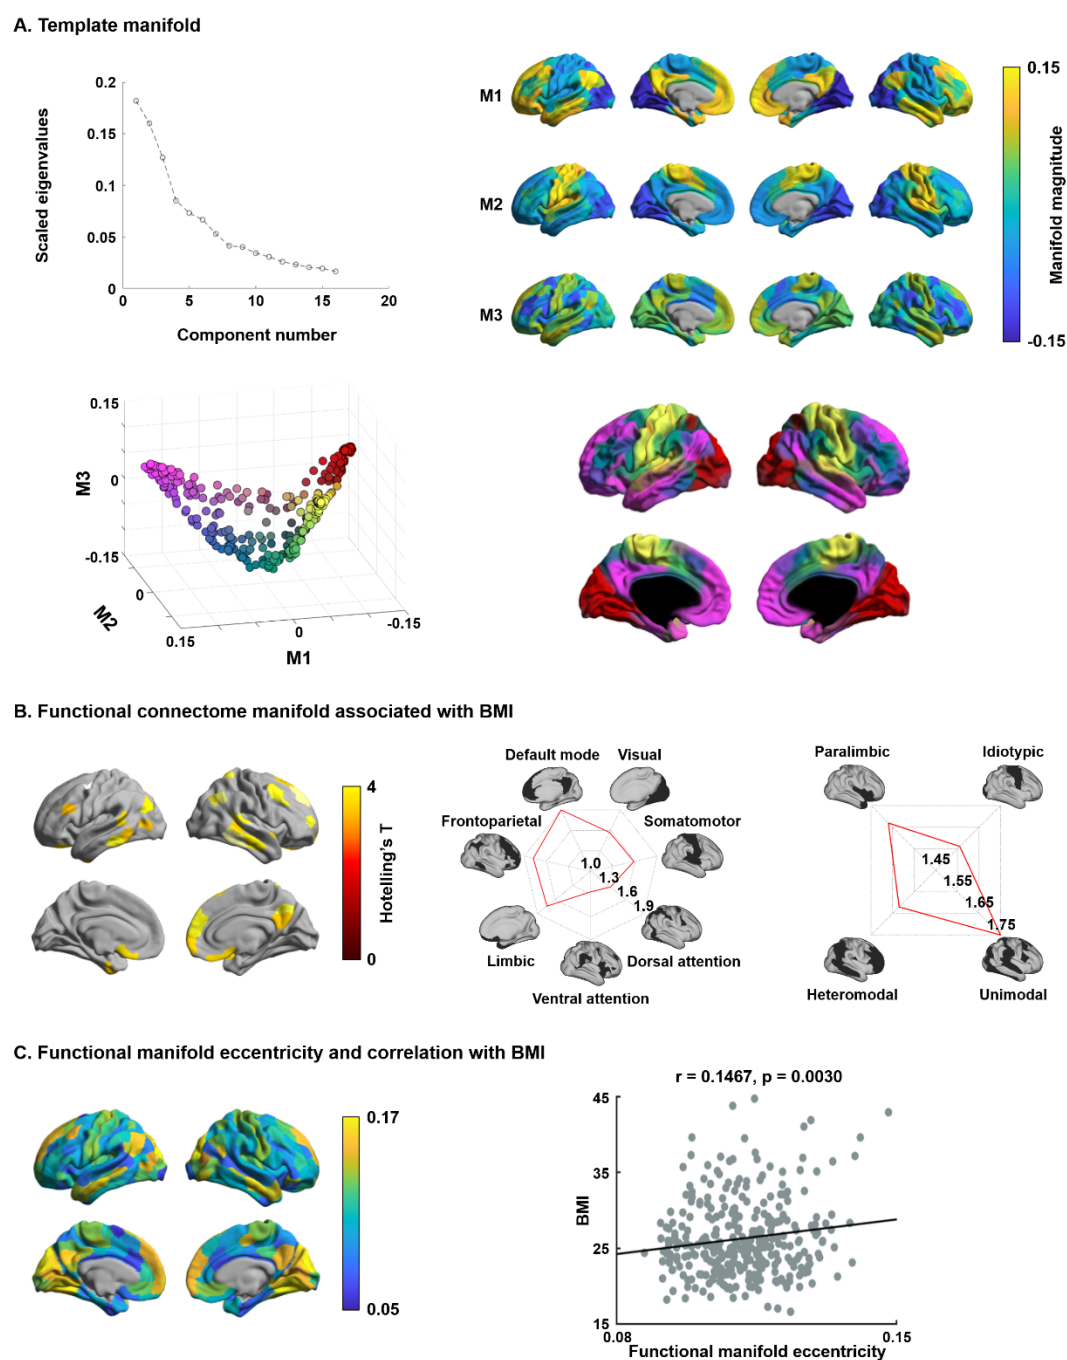 A. Template manifold
0.2
0.15
0.1
0.05
0
0
5
10
15
20
Scaled eigenvalues
Component number
M1
M2
M3
0.15
-0.15
Manifold magnitude
0.15
0
-0.15
M3
0
0.15
M2
0
-0.15
M1
B. Functional connectome manifold associated with BMI
4
0
Hotelling's T
Default mode
Visual
Frontoparietal
Somatomotor
1.0
1.3
1.6
1.9
Limbic
Dorsal attention
Ventral attention
Paralimbic
Idiotypic
1.45
1.55
1.65
1.75
Heteromodal
Unimodal
C. Functional manifold eccentricity and correlation with BMI
0.17
0.05
r = 0.1467, p = 0.0030
45
35
25
15
BMI
0.08
0.15
Functional manifold eccentricity